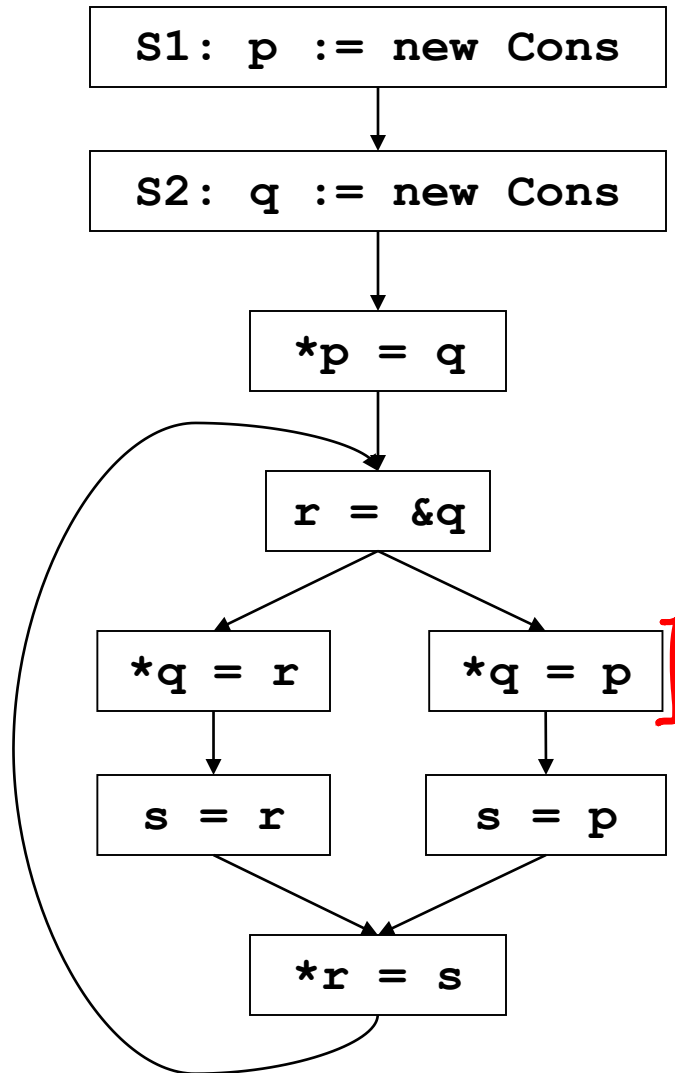 S1: p := new Cons
S2: q := new Cons
*p = q
r = &q
*q = r
*q = p
s = r
s = p
*r = s